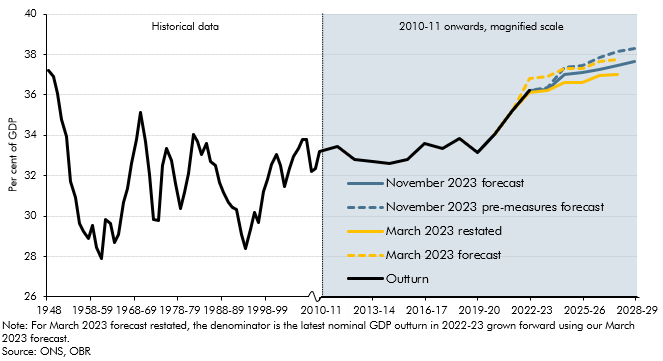 Historical data
2010-11 onwards, magnified scale
Per cent of GDP
40
38
36
34
32
30
28
26
November 2023 forecast
November 2023 pre-measures forecast
March 2023 restated
March 2023 forecast
Outturn
1948 1958-59 1968-69 1978-79 1988-89 1998-99 2010-11 2013-14 2016-17 2019-20 2022-23 2025-26 2028-29
Note: For March 2023 forecast restated, the denominator is the latest nominal GDP outturn in 2022-23 grown forward using our March
2023 forecast.
Source: ONS, OBR